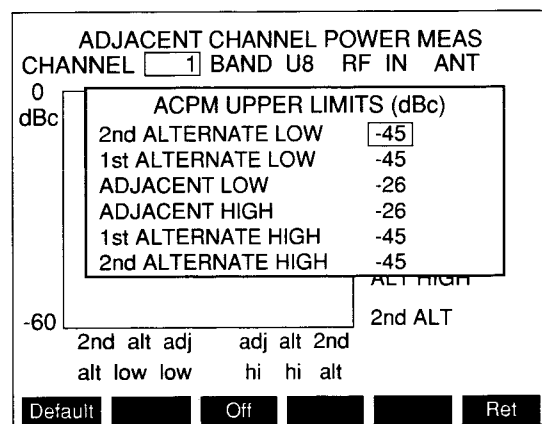 ADJACENT CHANNEL POWER MEAS
CHANNEL 1 BAND U8 RF IN ANT
0
dBc
ACPM UPPER LIMITS (dBc)
2nd ALTERNATE LOW -45
1st ALTERNATE LOW -45
ADJACENT LOW -26
ADJACENT HIGH -26
1st ALTERNATE HIGH -45
2nd ALTERNATE HIGH -45
ALT HIGH
-60
2nd ALT
2nd alt adj adj alt 2nd
alt low low hi hi alt
Default Off Ret